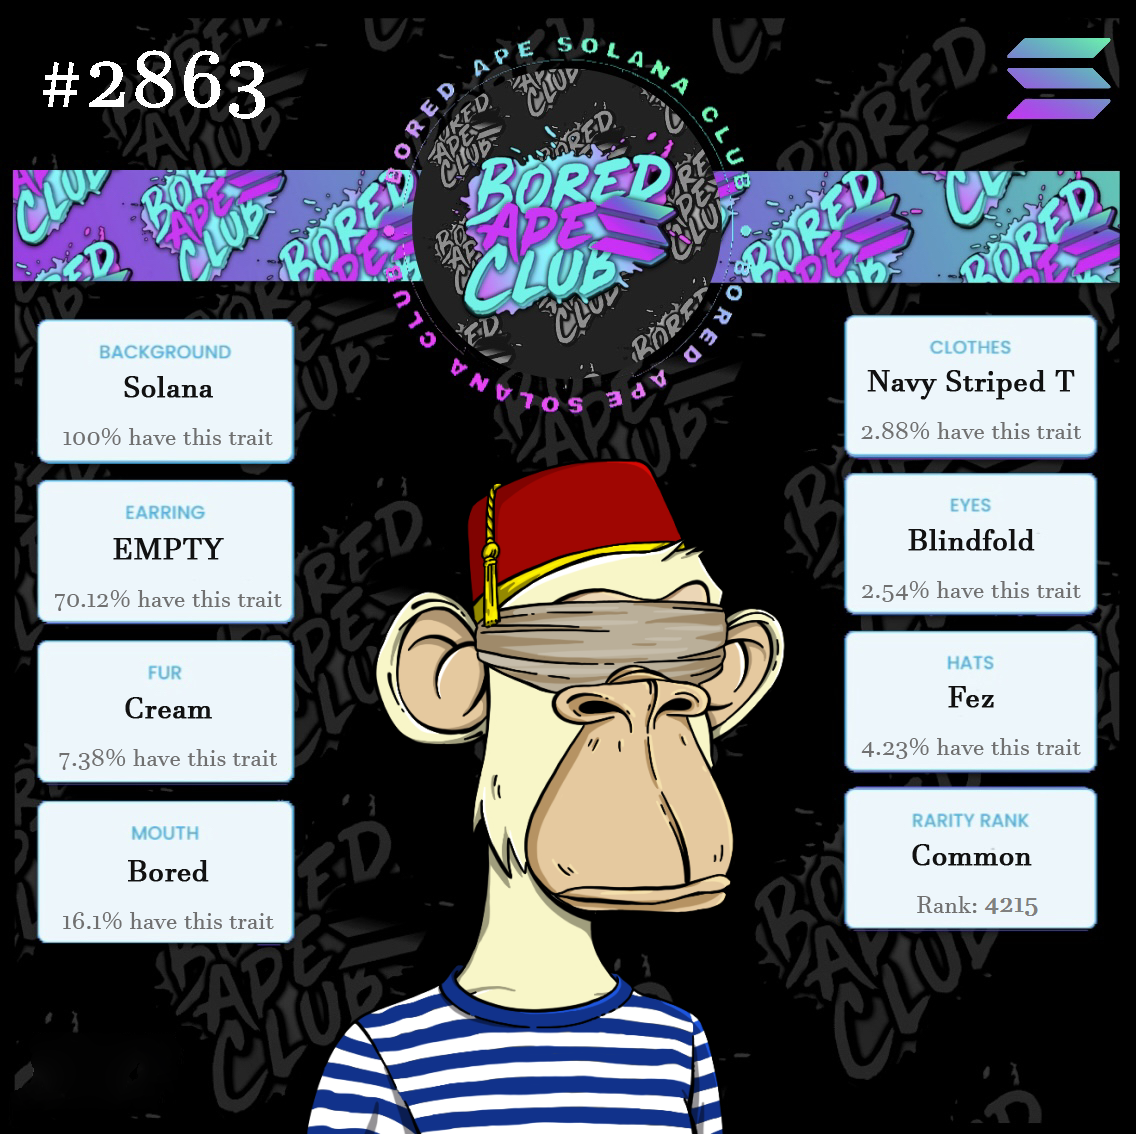 #2863
BORED APE SOLANA CLUB
BORED APE SOLANA CLUB
BORED
APE
CLUB
BACKGROUND
Solana
100% have this trait
EARRING
EMPTY
70.12% have this trait
FUR
Cream
7.38% have this trait
MOUTH
Bored
16.1% have this trait
CLOTHES
Navy Striped T
2.88% have this trait
EYES
Blindfold
2.54% have this trait
HATS
Fez
4.23% have this trait
RARITY RANK
Common
Rank: 4215